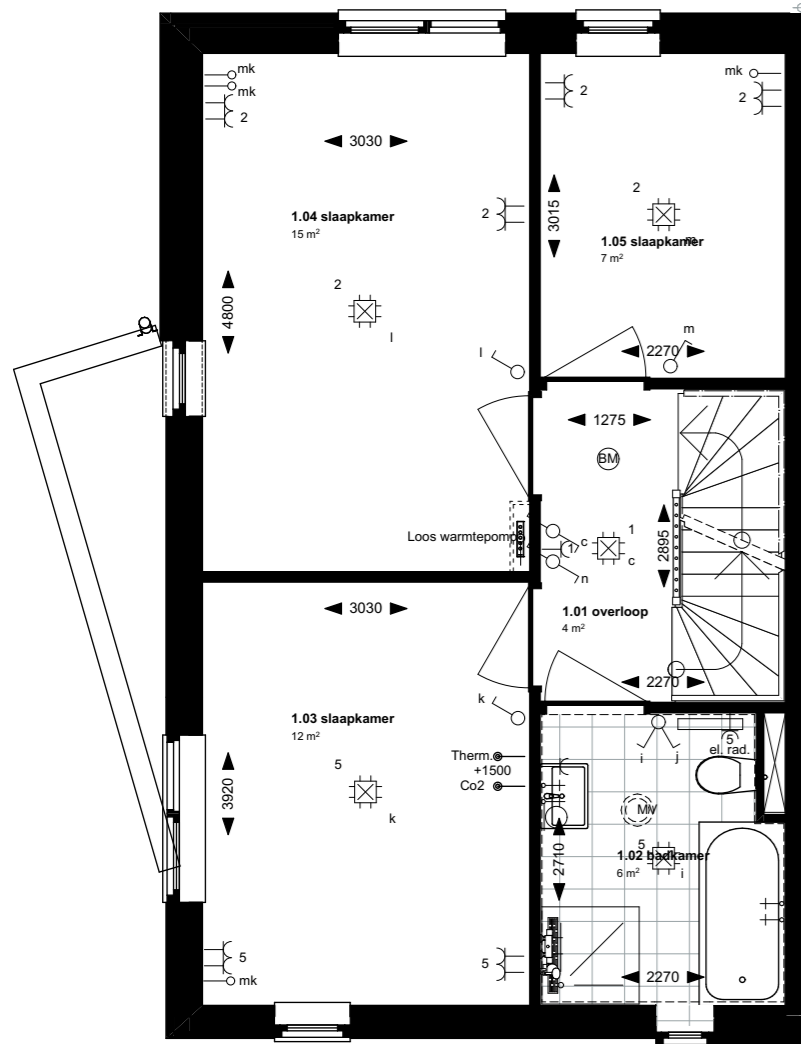 mk
mk
2
3030
1.04 slaapkamer
15 m²
2
4800
2
l
l
mk
2
2
3015
2
1.05 slaapkamer
m
7 m²
2270
m
1275
BM
Loos warmtepomp
1
c
1
c
n
2895
1.01 overloop
4 m²
2270
3030
1.03 slaapkamer
12 m²
k
5
k
3920
Therm.
+1500
Co2
5
mk
5
i
j
5
el. rad.
MV
5
1.02 badkamer
6 m²
i
2710
2270